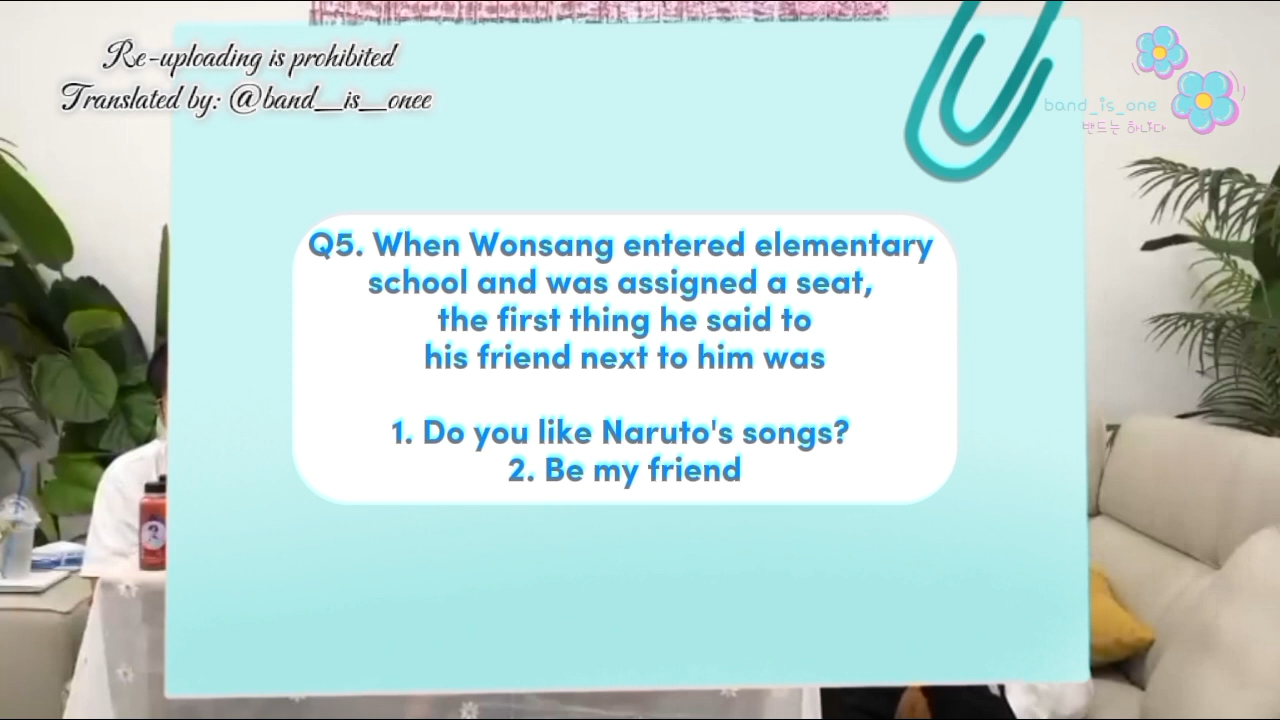 Re-uploading is prohibited
Translated by: @band__is__onee
band_is_one
밴드는 하나다
Q5. When Wonsang entered elementary
school and was assigned a seat,
the first thing he said to
his friend next to him was
1. Do you like Naruto's songs?
2. Be my friend